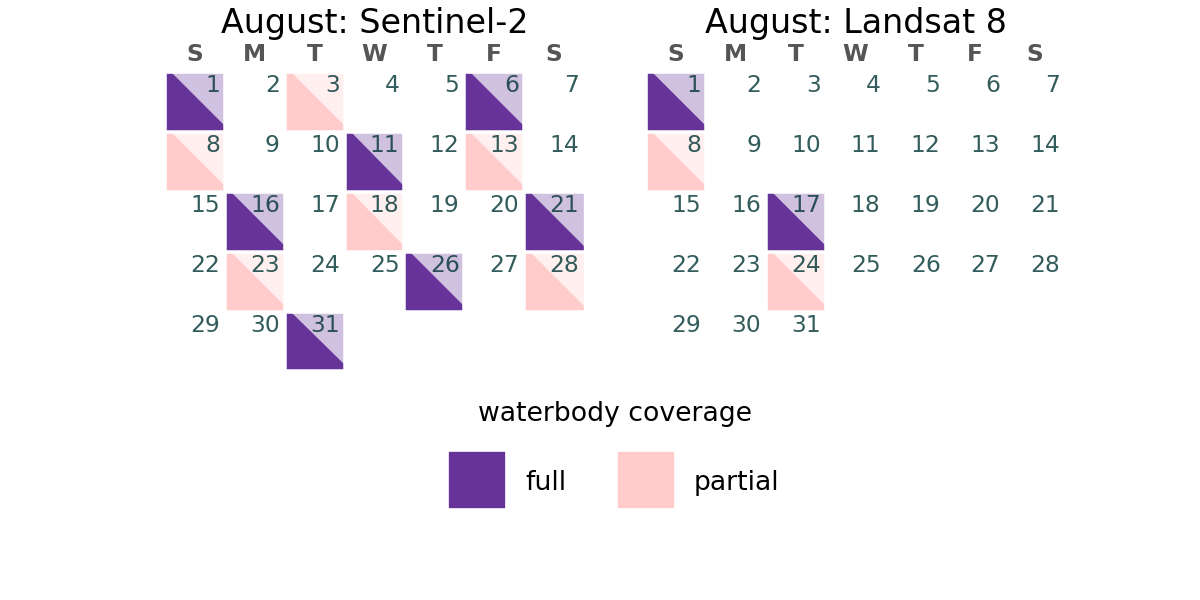 August: Sentinel-2
S M T W T F S
1 2 3 4 5 6 7
8 9 10 11 12 13 14
15 16 17 18 19 20 21
22 23 24 25 26 27 28
29 30 31
August: Landsat 8
S M T W T F S
1 2 3 4 5 6 7
8 9 10 11 12 13 14
15 16 17 18 19 20 21
22 23 24 25 26 27 28
29 30 31
waterbody coverage
full
partial